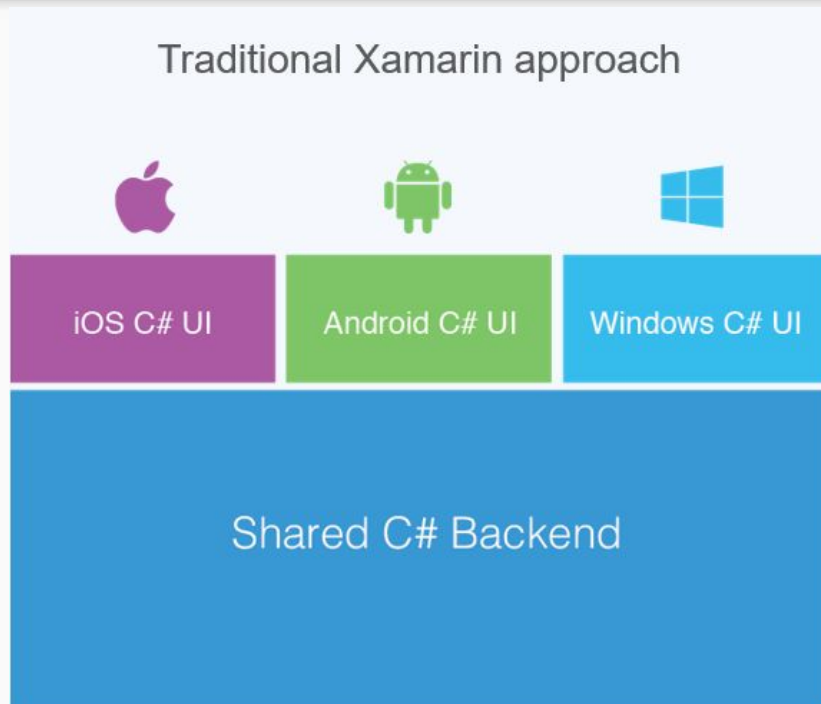 Traditional Xamarin approach
iOS C# UI
Android C# UI
Windows C# UI
Shared C# Backend